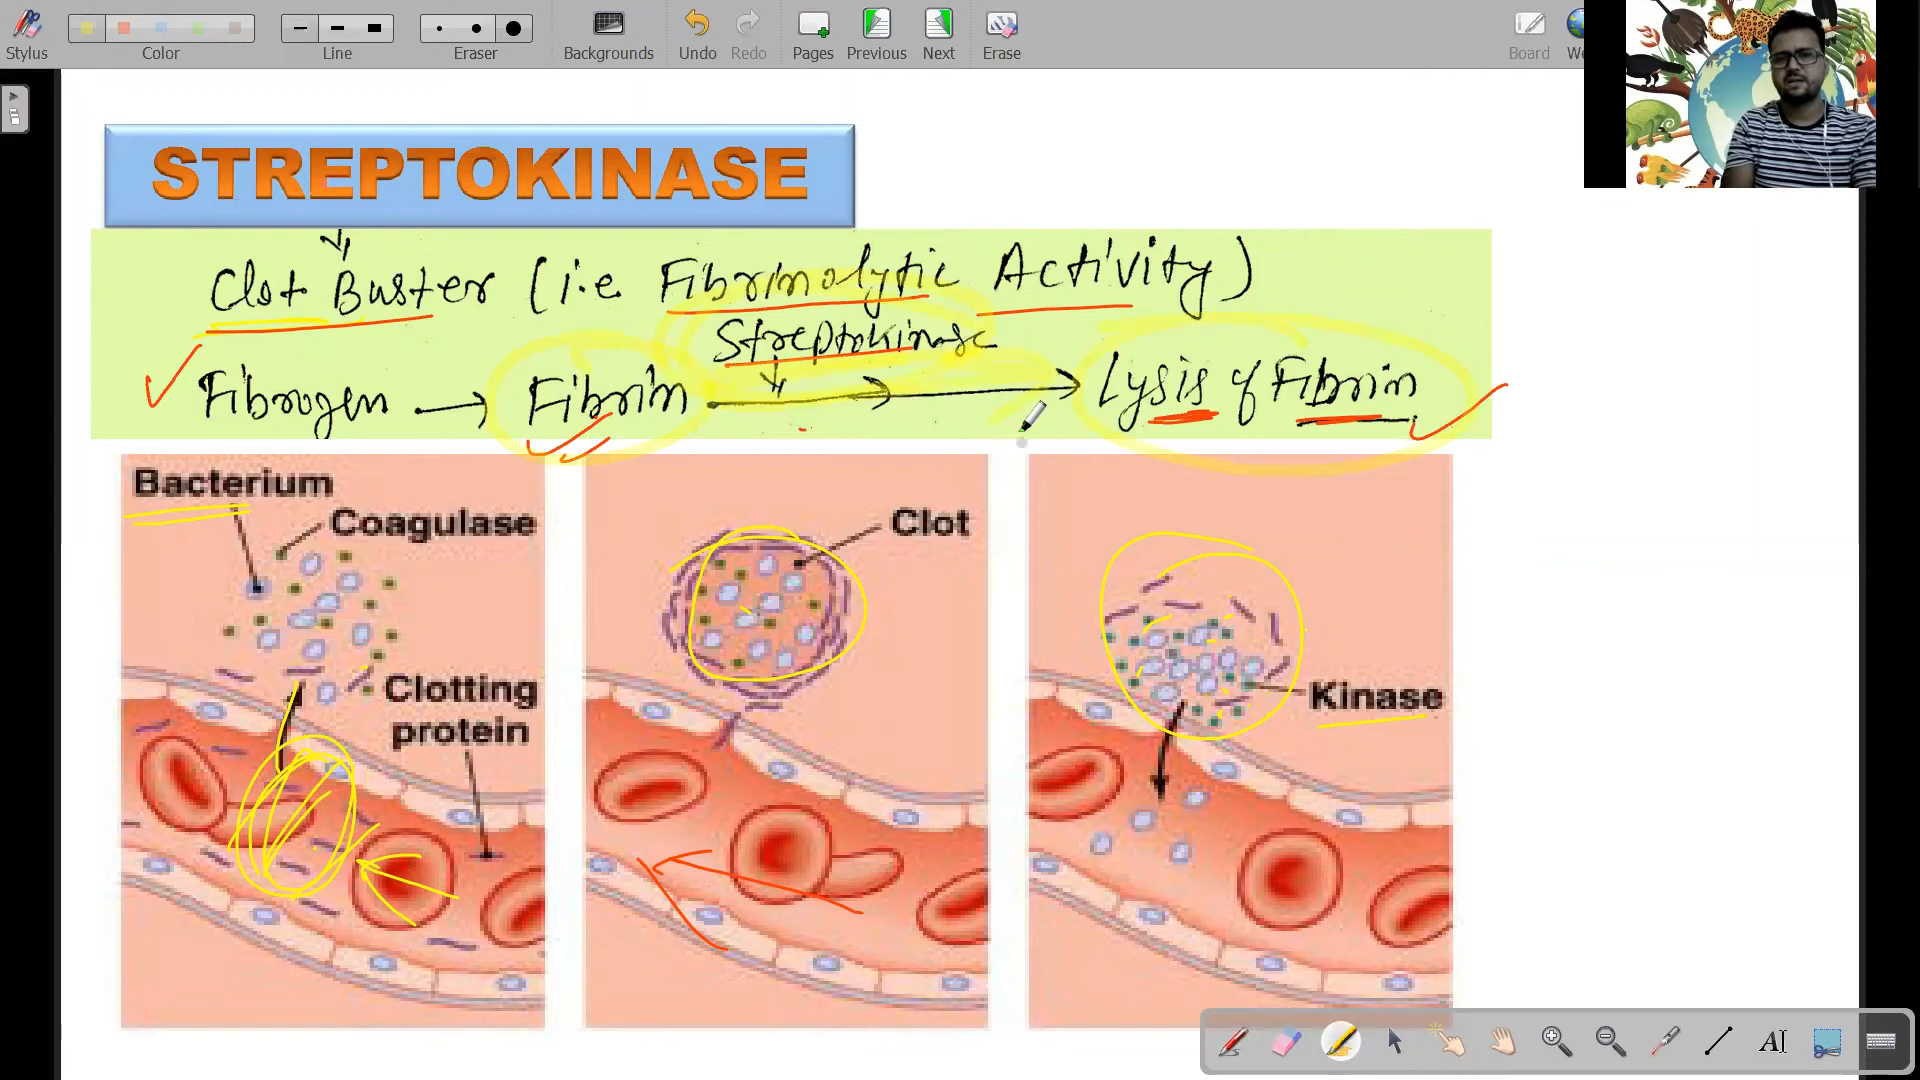 Stylus
Color
Line
Eraser
Backgrounds
Undo
Redo
Pages
Previous
Next
Erase
Board
STREPTOKINASE
Clot Buster (i.e Fibrinolytic Activity)
Streptokinase
Fibrogen → Fibrin → Lysis of Fibrin
Bacterium
Coagulase
Clotting
protein
Clot
Kinase